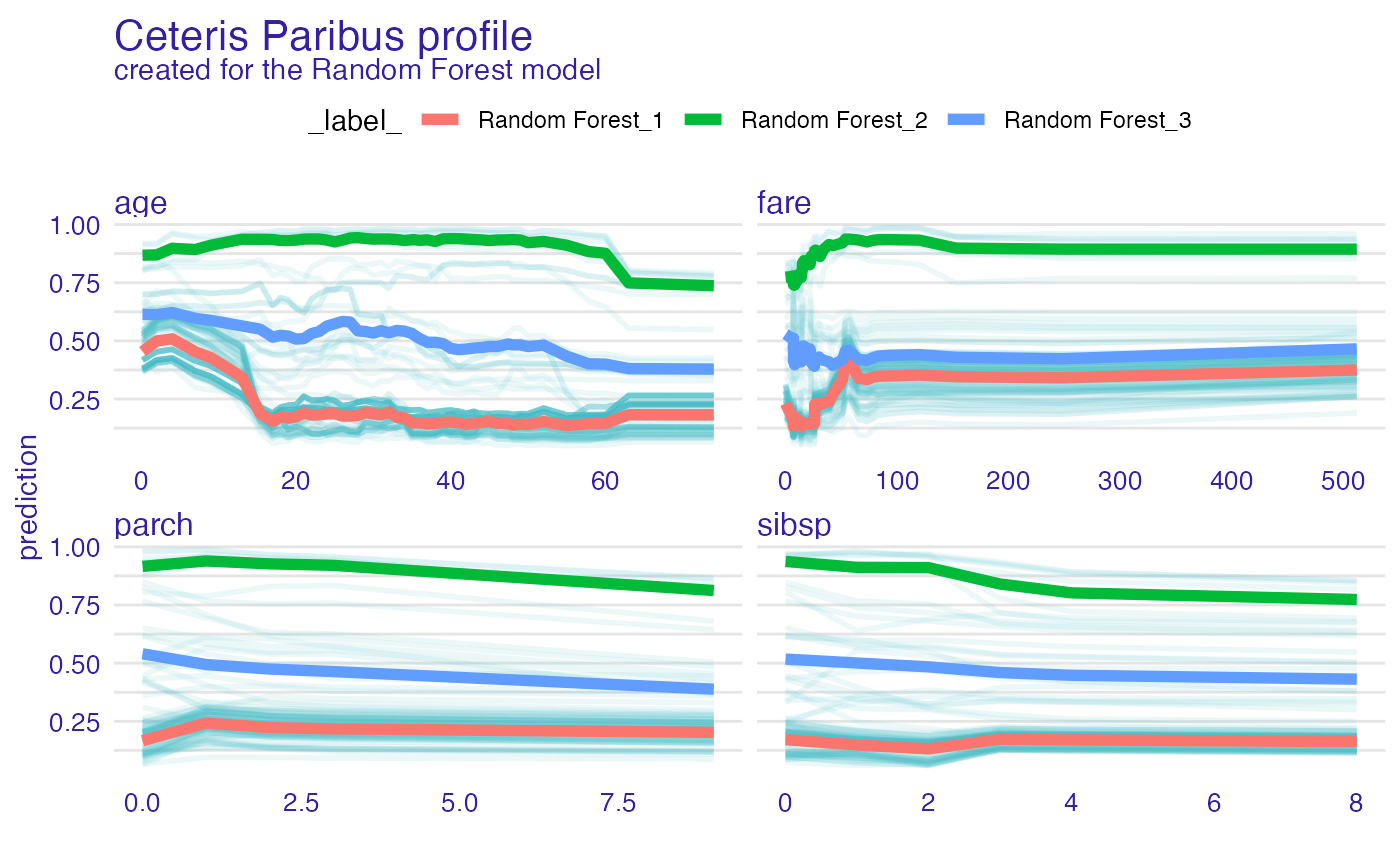 Ceteris Paribus profile
created for the Random Forest model
_label_ Random Forest_1 Random Forest_2 Random Forest_3
age fare
1.00
0.75
0.50
0.25
0 20 40 60 0 100 200 300 400 500
prediction
parch sibsp
1.00
0.75
0.50
0.25
0.0 2.5 5.0 7.5 0 2 4 6 8